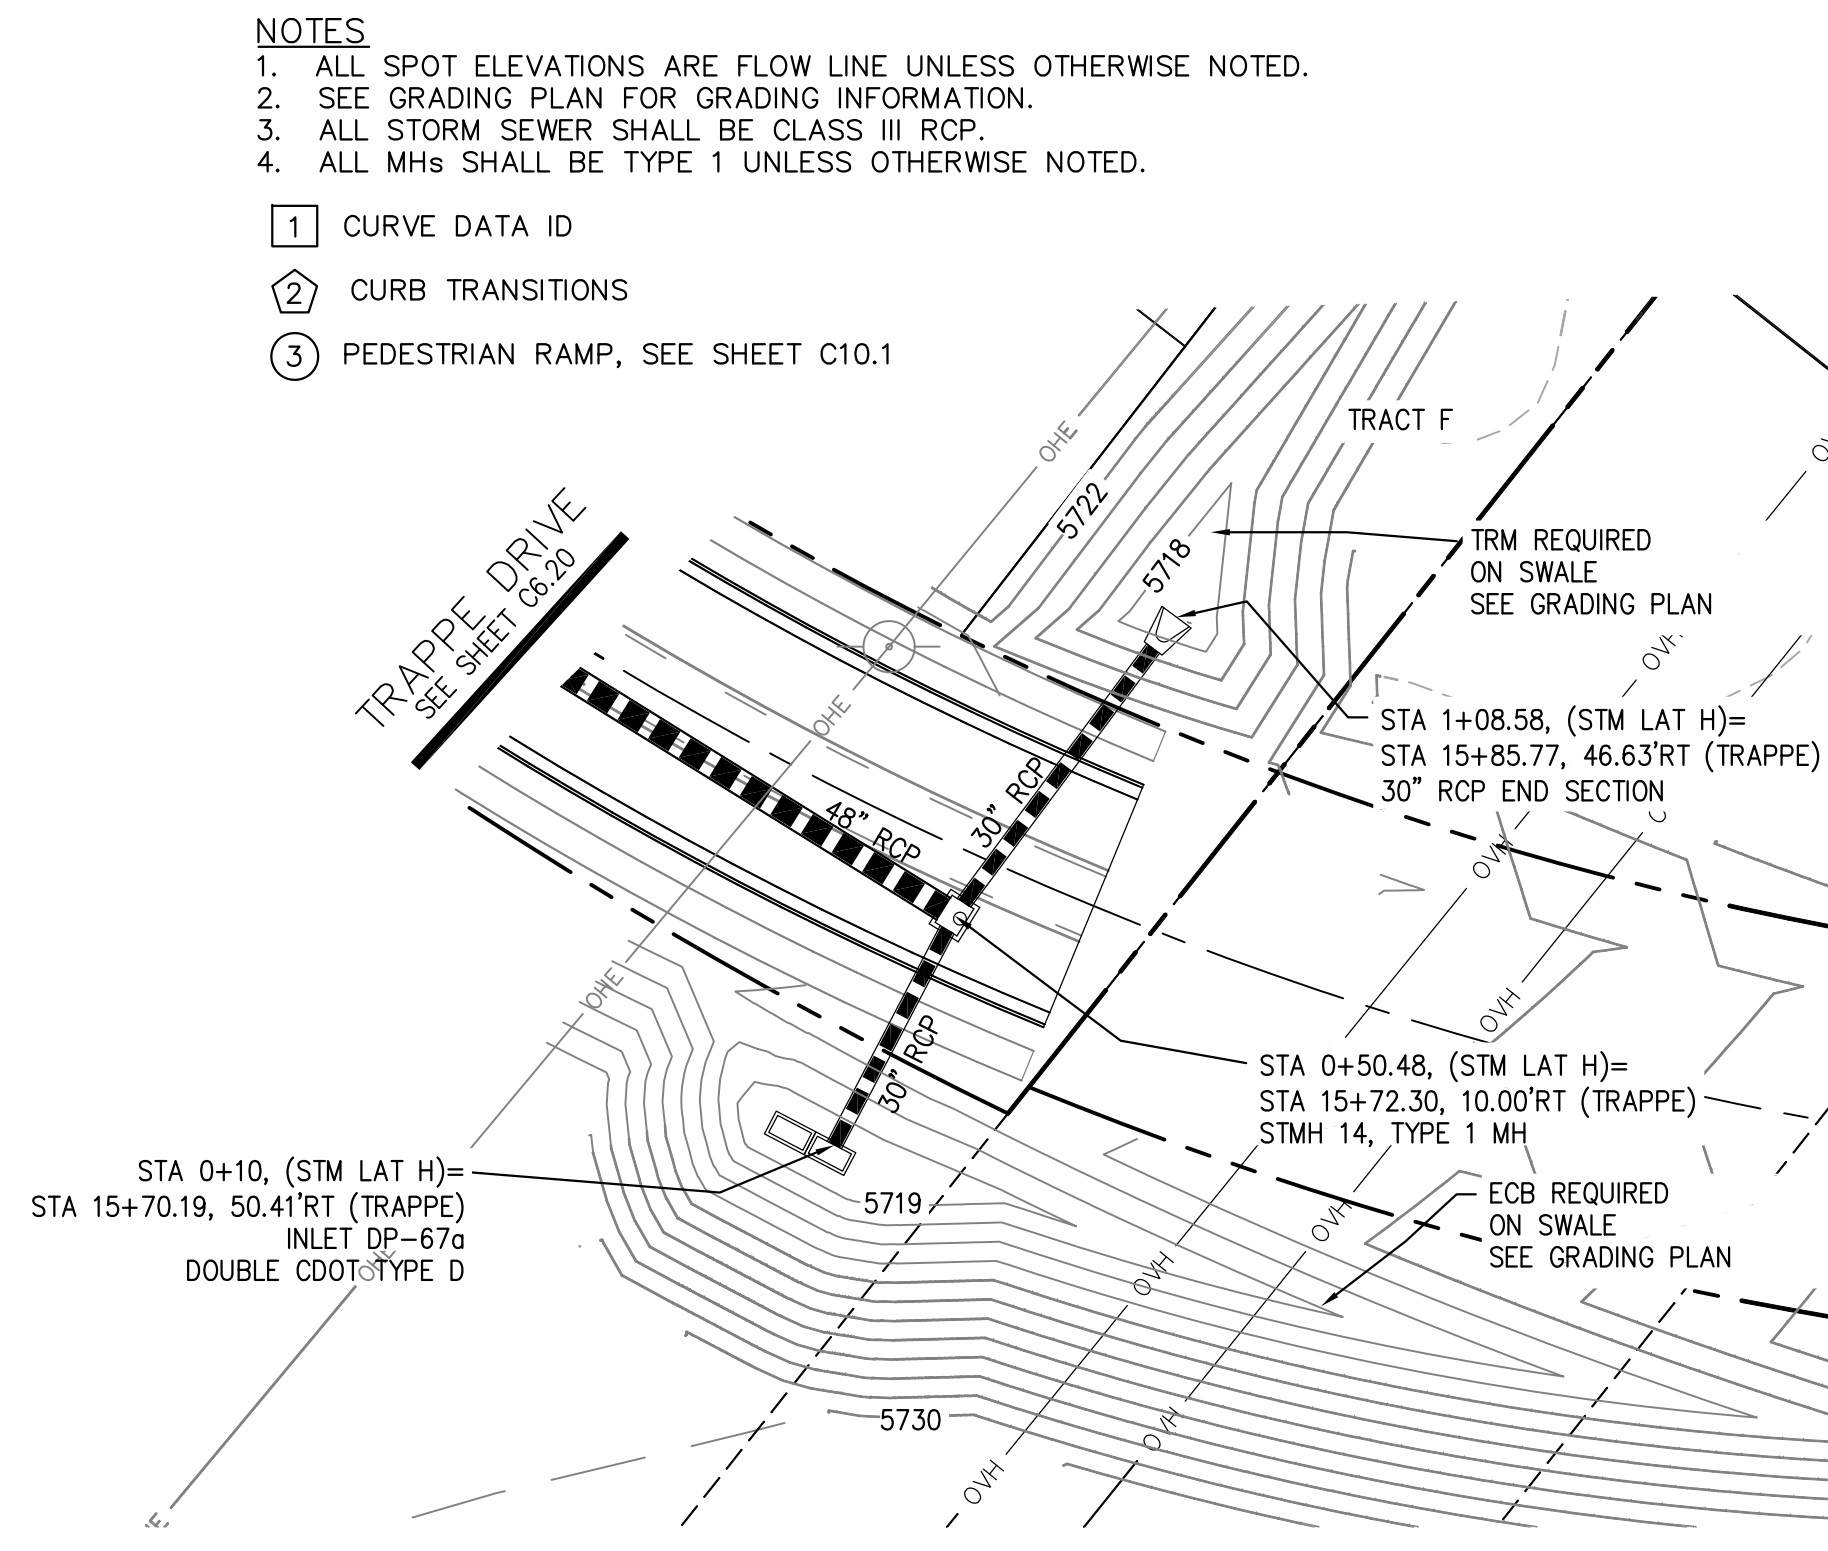 NOTES
1. ALL SPOT ELEVATIONS ARE FLOW LINE UNLESS OTHERWISE NOTED.
2. SEE GRADING PLAN FOR GRADING INFORMATION.
3. ALL STORM SEWER SHALL BE CLASS III RCP.
4. ALL MHs SHALL BE TYPE 1 UNLESS OTHERWISE NOTED.
1 CURVE DATA ID
2 CURB TRANSITIONS
3 PEDESTRIAN RAMP, SEE SHEET C10.1
TRACT F
OHE
5722
5718
TRAPPE DRIVE
SEE SHEET C6.20
TRM REQUIRED
ON SWALE
SEE GRADING PLAN
OHE
STA 1+08.58, (STM LAT H)=
STA 15+85.77, 46.63'RT (TRAPPE)
30" RCP END SECTION
48" RCP
30" RCP
OVH
OHE
OVH
30" RCP
STA 0+50.48, (STM LAT H)=
STA 15+72.30, 10.00'RT (TRAPPE)
STMH 14, TYPE 1 MH
STA 0+10, (STM LAT H)=
STA 15+70.19, 50.41'RT (TRAPPE)
INLET DP-67a
DOUBLE CDOT TYPE D
OHE
5719
ECB REQUIRED
ON SWALE
SEE GRADING PLAN
OVH
OVH
5730
OVH
OVH